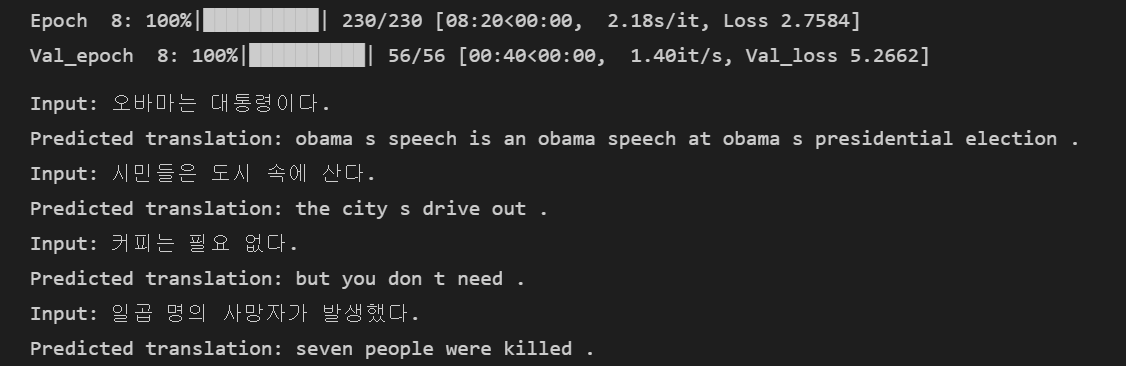 Epoch  8: 100%|██████████| 230/230 [08:20<00:00,  2.18s/it, Loss 2.7584]
Val_epoch  8: 100%|██████████| 56/56 [00:40<00:00,  1.40it/s, Val_loss 5.2662]
Input: 오바마는 대통령이다.
Predicted translation: obama s speech is an obama speech at obama s presidential election .
Input: 시민들은 도시 속에 산다.
Predicted translation: the city s drive out .
Input: 커피는 필요 없다.
Predicted translation: but you don t need .
Input: 일곱 명의 사망자가 발생했다.
Predicted translation: seven people were killed .